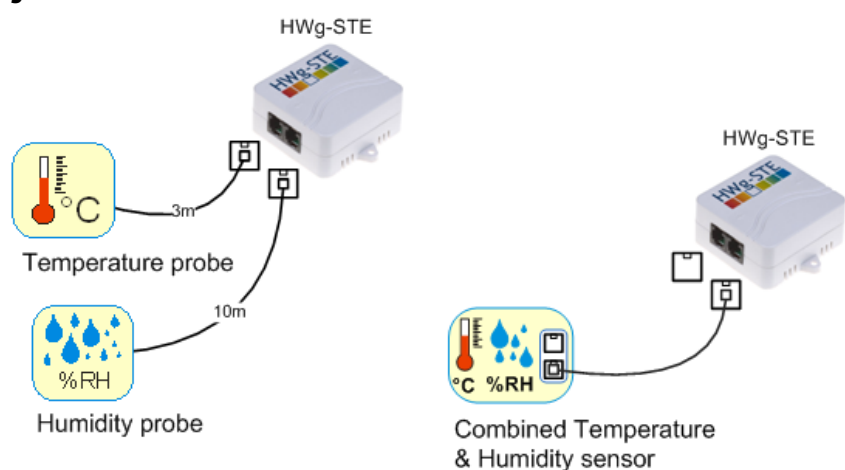 HWg-STE
HWg-STE
°C
3m
Temperature probe
10m
%RH
Humidity probe
HWg-STE
HWg-STE
°C %RH
Combined Temperature
& Humidity sensor